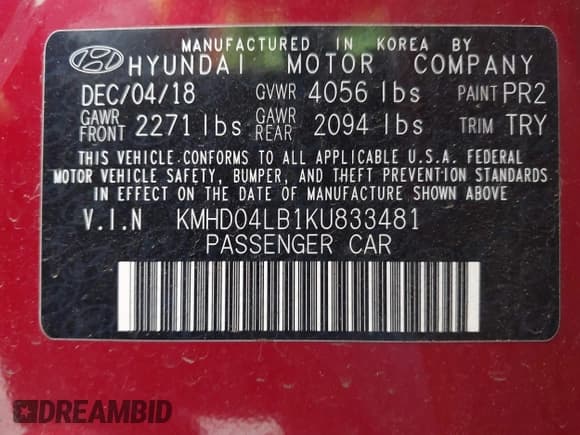 MANUFACTURED IN KOREA BY
HYUNDAI MOTOR COMPANY
DEC/04/18 GVWR 4056 lbs PAINT PR2
GAWR FRONT 2271 lbs GAWR REAR 2094 lbs TRIM TRY
THIS VEHICLE CONFORMS TO ALL APPLICABLE U.S.A. FEDERAL
MOTOR VEHICLE SAFETY, BUMPER, AND THEFT PREVENTION STANDARDS
IN EFFECT ON THE DATE OF MANUFACTURE SHOWN ABOVE.
V.I.N KMHD04LB1KU833481
PASSENGER CAR
DREAMBID